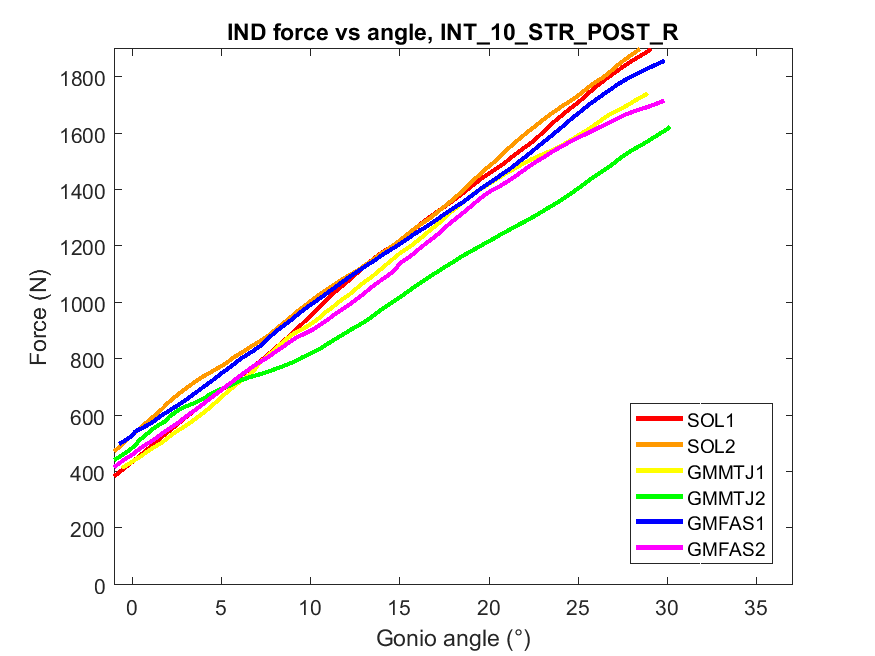 IND force vs angle, INT_10_STR_POST_R
1800
1600
1400
1200
1000
800
600
400
200
0
Force (N)
SOL1
SOL2
GMMTJ1
GMMTJ2
GMFAS1
GMFAS2
0 5 10 15 20 25 30 35
Gonio angle (°)